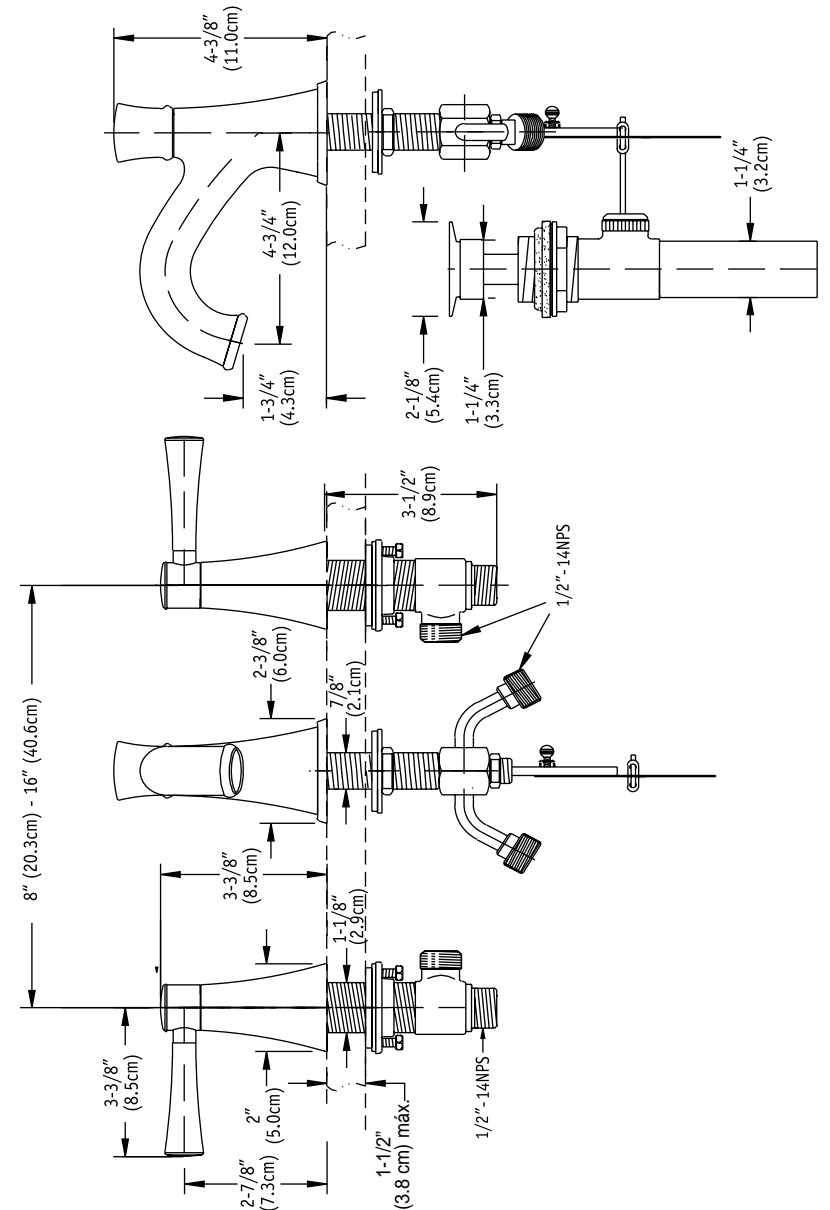 4-3/8"
(11.0cm)
4-3/4"
(12.0cm)
1-3/4"
(4.3cm)
2-1/8"
(5.4cm)
1-1/4"
(3.3cm)
1-1/4"
(3.2cm)
3-1/2"
(8.9cm)
1/2"-14NPS
2-3/8"
(6.0cm)
7/8"
(2.1cm)
8" (20.3cm) - 16" (40.6cm)
3-3/8"
(8.5cm)
1-1/8"
(2.9cm)
3-3/8"
(8.5cm)
2"
(5.0cm)
2-7/8"
(7.3cm)
1-1/2"
(3.8 cm) máx.
1/2"-14NPS